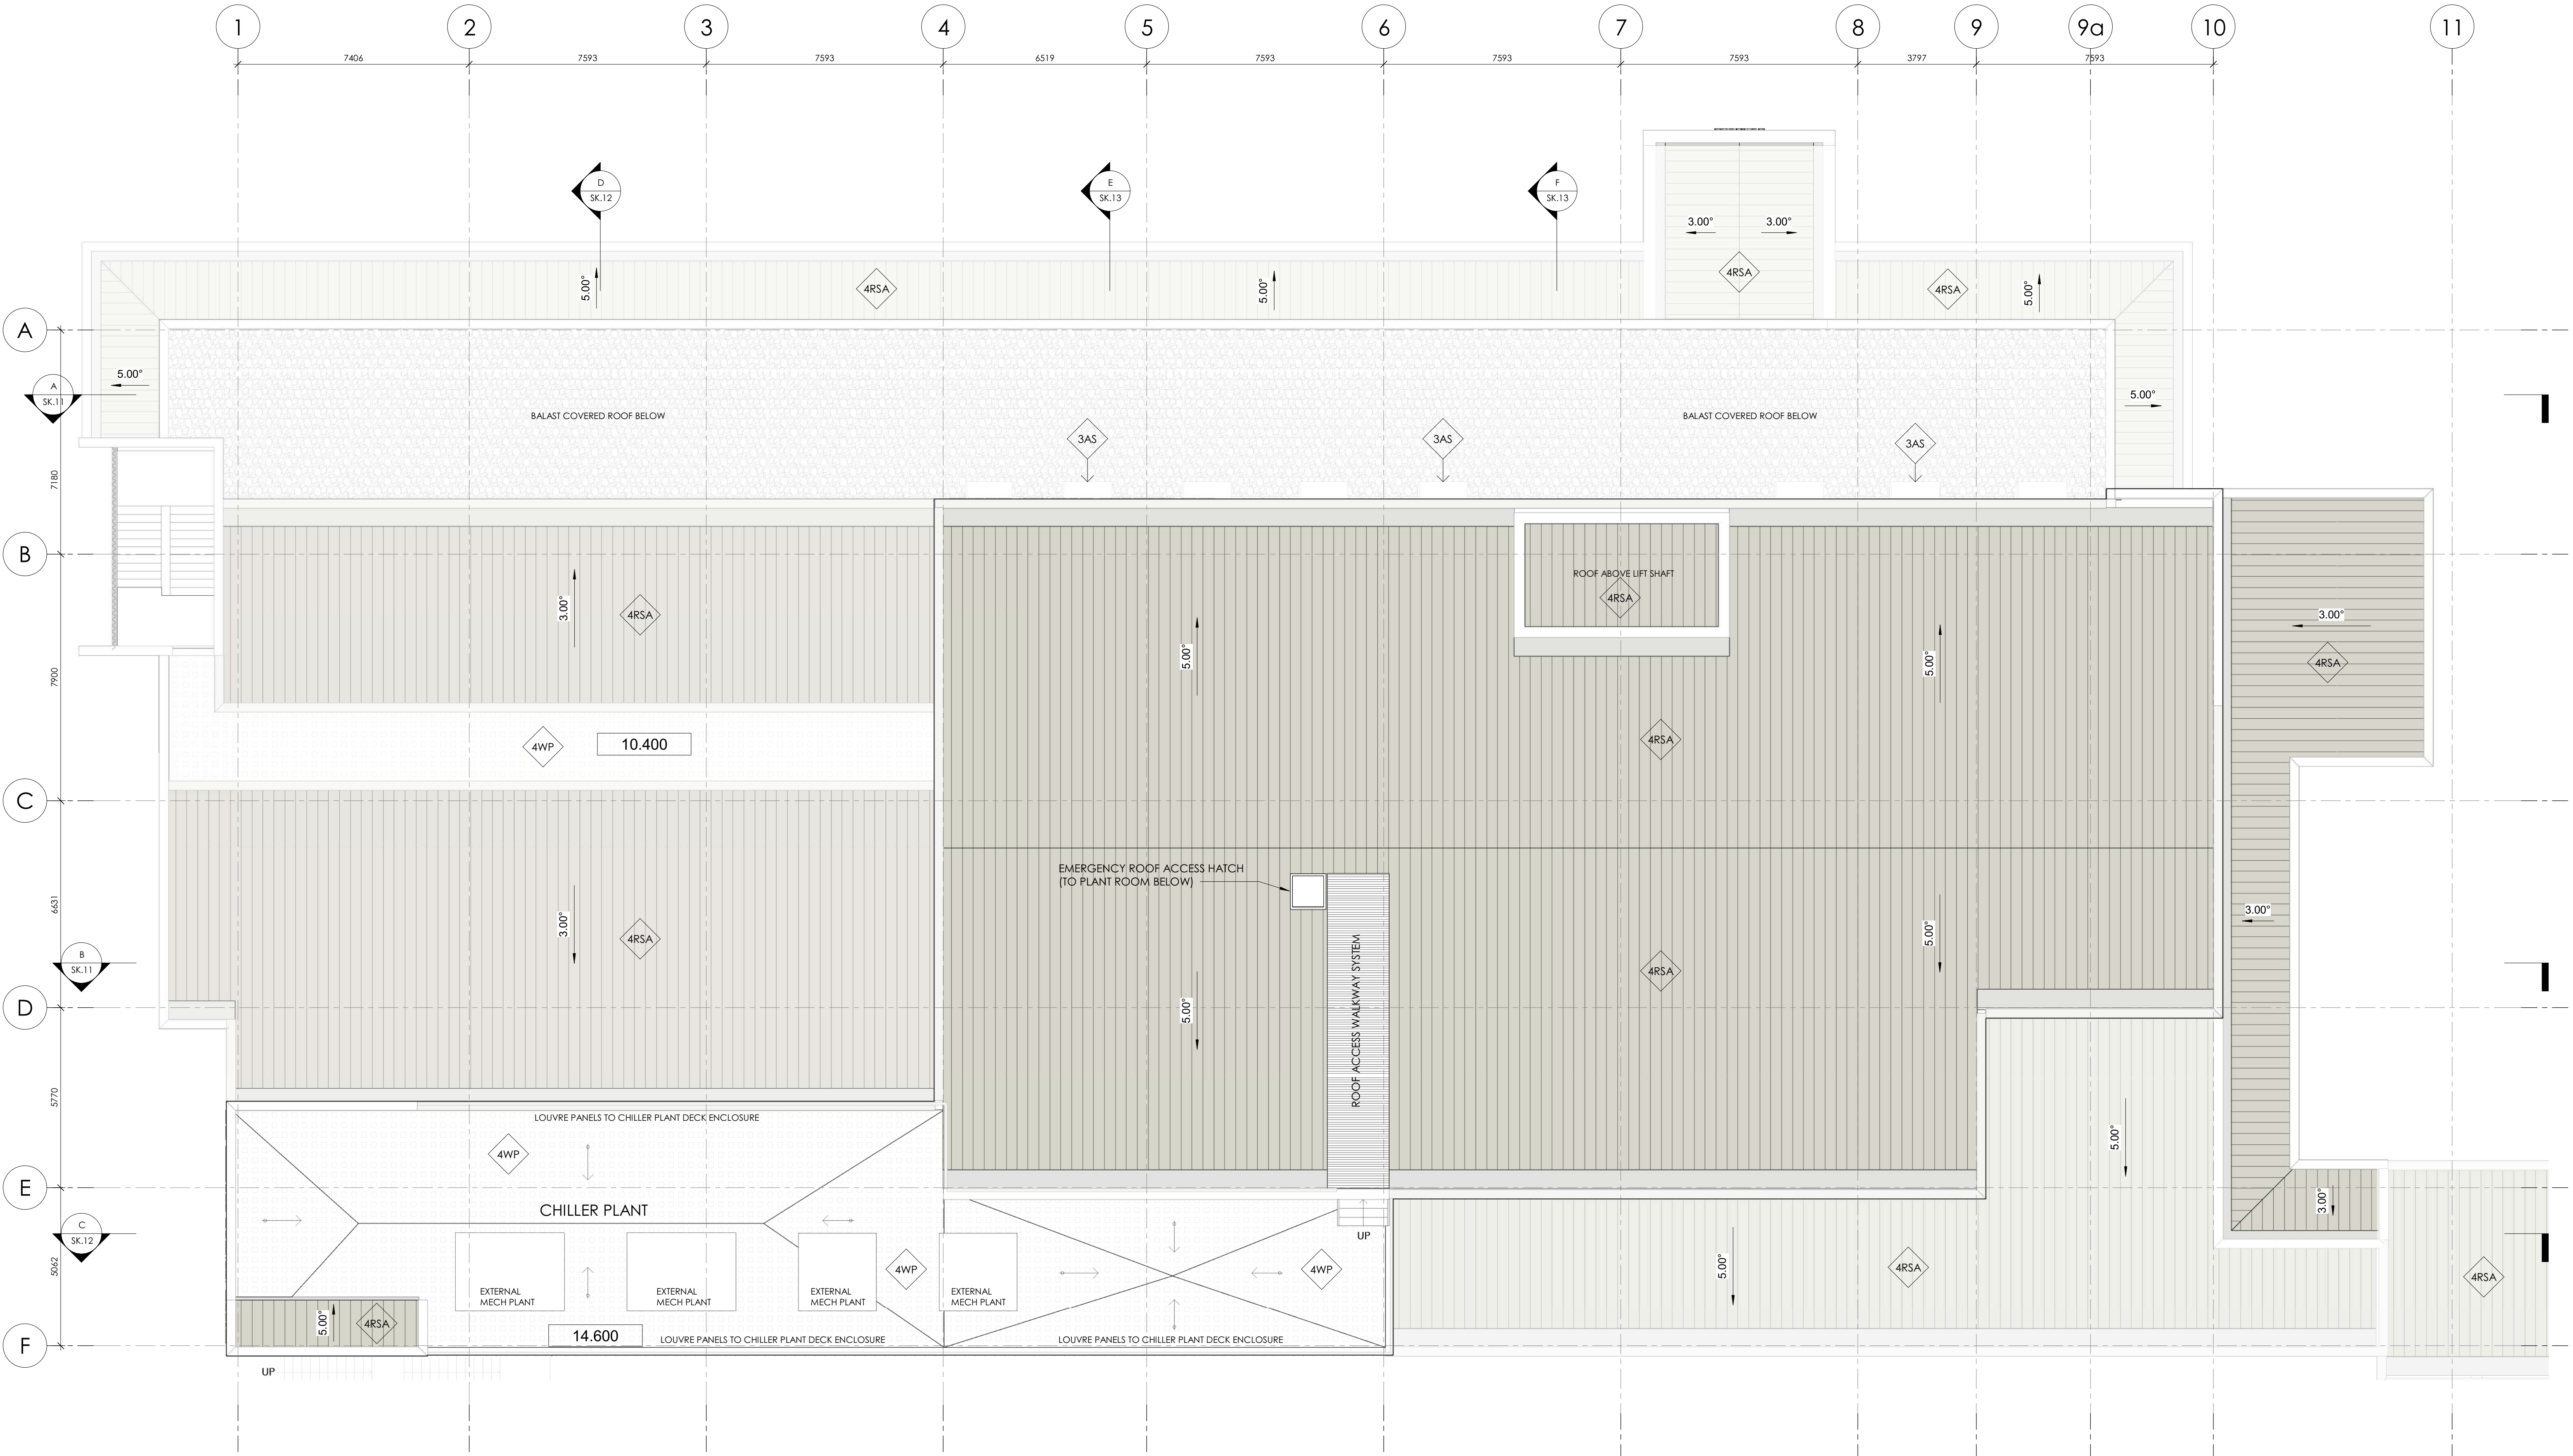 1 2 3 4 5 6 7 8 9 9a 10 11
7406 7593 7593 6519 7593 7593 7593 3797 7593
D
SK.12
E
SK.13
F
SK.13
3.00° 3.00°
4RSA
5.00°
4RSA
5.00°
4RSA
5.00°
A
A
SK.11
5.00°
5.00°
BALAST COVERED ROOF BELOW
BALAST COVERED ROOF BELOW
3AS
3AS
3AS
7180
B
ROOF ABOVE LIFT SHAFT
4RSA
3.00°
4RSA
5.00°
5.00°
3.00°
4RSA
7900
4WP
10.400
4RSA
C
EMERGENCY ROOF ACCESS HATCH
(TO PLANT ROOM BELOW)
6631
3.00°
4RSA
5.00°
3.00°
B
SK.11
4RSA
ROOF ACCESS WALKWAY SYSTEM
D
5.00°
5770
LOUVRE PANELS TO CHILLER PLANT DECK ENCLOSURE
4WP
5.00°
E
CHILLER PLANT
3.00°
C
SK.12
UP
5062
EXTERNAL
MECH PLANT
EXTERNAL
MECH PLANT
EXTERNAL
MECH PLANT
4WP
EXTERNAL
MECH PLANT
4WP
5.00°
4RSA
4RSA
5.00°
4RSA
14.600
LOUVRE PANELS TO CHILLER PLANT DECK ENCLOSURE
LOUVRE PANELS TO CHILLER PLANT DECK ENCLOSURE
F
UP